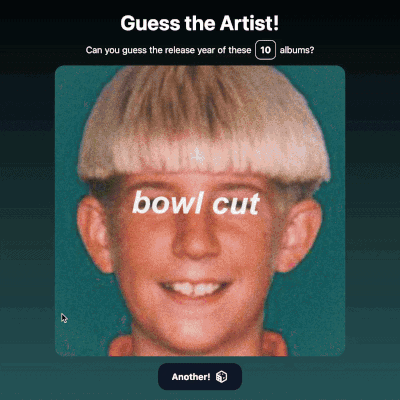 Guess the Artist!
Can you guess the release year of these 10 albums?
bowl cut
Another!